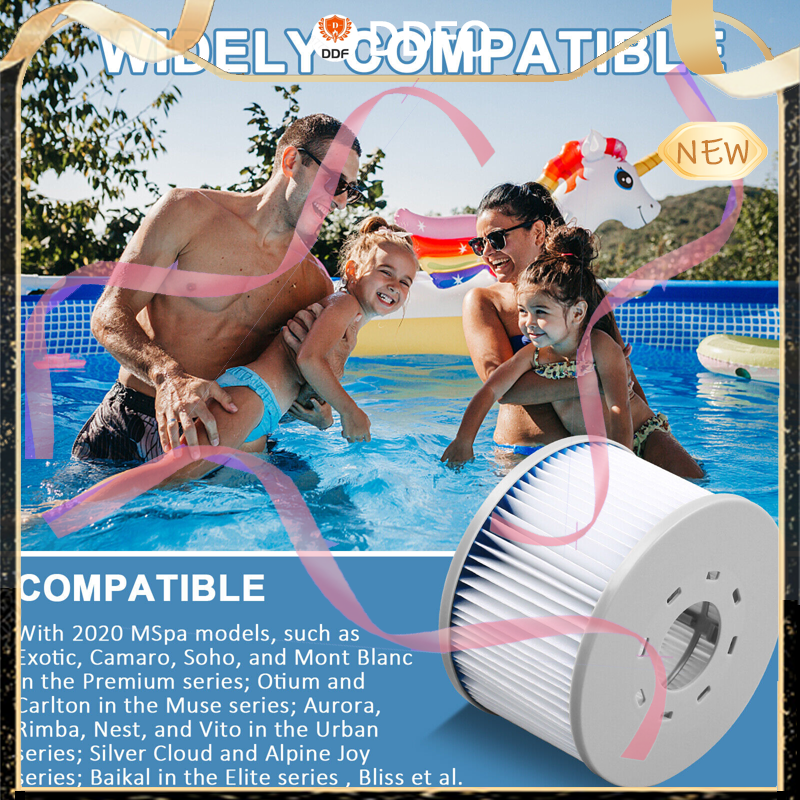 WIDELY COMPATIBLE
DDFO
D
DDF
NEW
COMPATIBLE
With 2020 MSpa models, such as
Exotic, Camaro, Soho, and Mont Blanc
in the Premium series; Otium and
Carlton in the Muse series; Aurora,
Rimba, Nest, and Vito in the Urban
series; Silver Cloud and Alpine Joy
series; Baikal in the Elite series , Bliss et al.